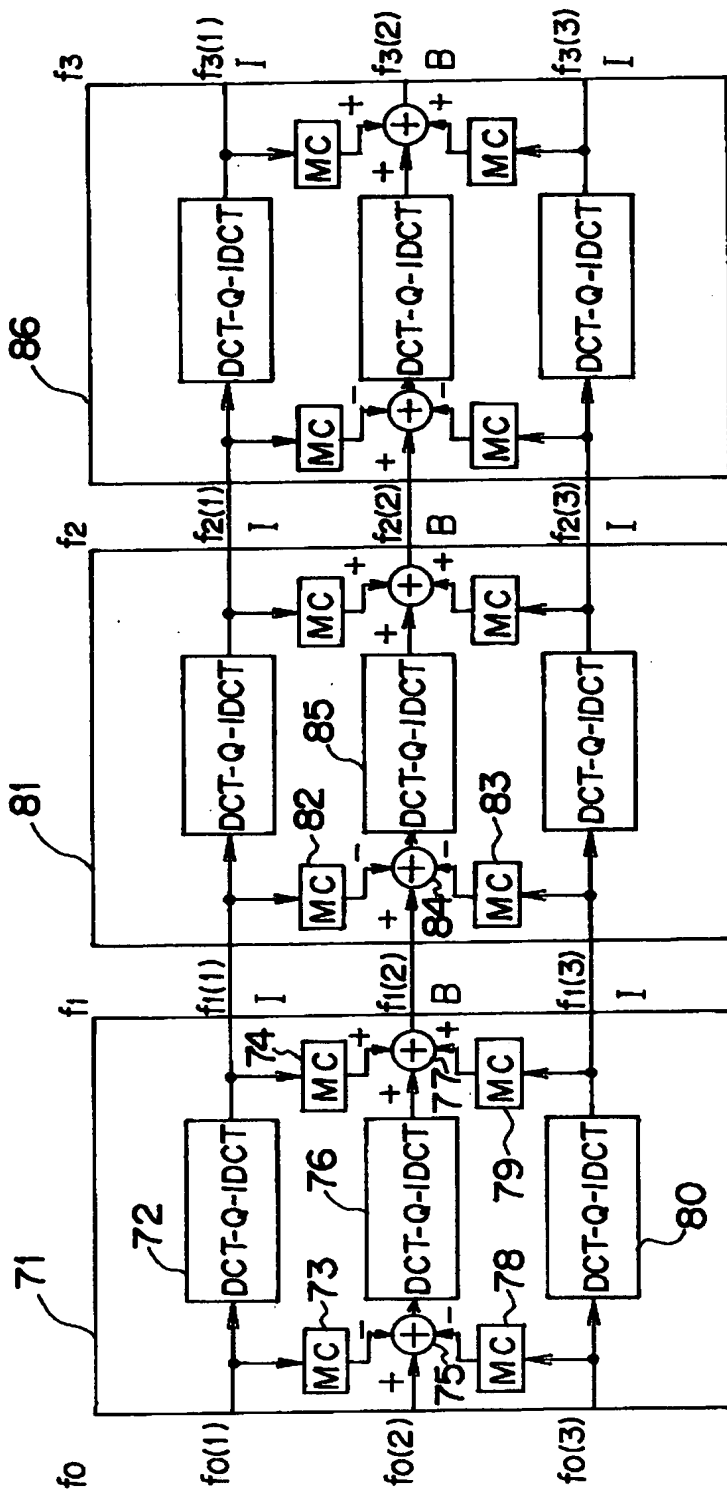 71
81
86
f0
f1
f2
f3
f0(1)
72
DCT-Q-IDCT
f1(1)
I
DCT-Q-IDCT
f2(1)
I
DCT-Q-IDCT
f3(1)
I
73
MC
−
74
MC
+
82
MC
−
MC
+
MC
−
MC
+
f0(2)
+
+
75
76
DCT-Q-IDCT
+
+
77
f1(2)
B
+
+
84
85
DCT-Q-IDCT
+
+
f2(2)
B
+
+
DCT-Q-IDCT
+
+
f3(2)
B
−
MC
78
+
MC
79
−
MC
83
+
MC
−
MC
+
MC
f0(3)
DCT-Q-IDCT
80
f1(3)
I
DCT-Q-IDCT
f2(3)
I
DCT-Q-IDCT
f3(3)
I